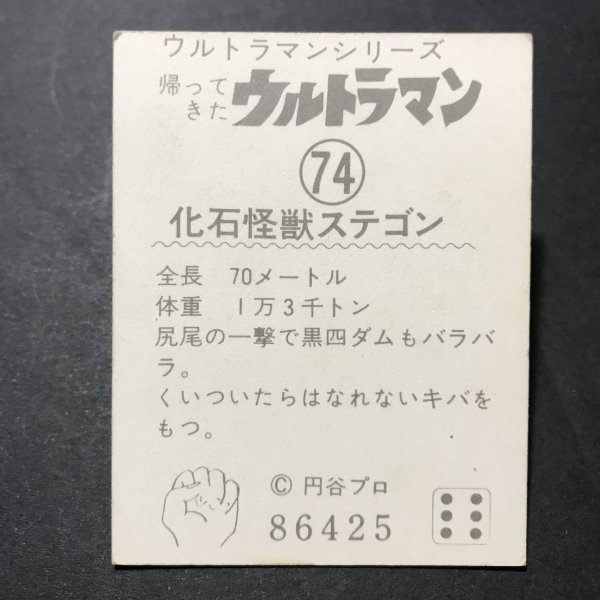 ウルトラマンシリーズ
帰って
きた
ウルトラマン
74
化石怪獣ステゴン
全長　70メートル
体重　1万3千トン
尻尾の一撃で黒四ダムもバラバ
ラ。
くいついたらはなれないキバを
もつ。
© 円谷プロ
86425